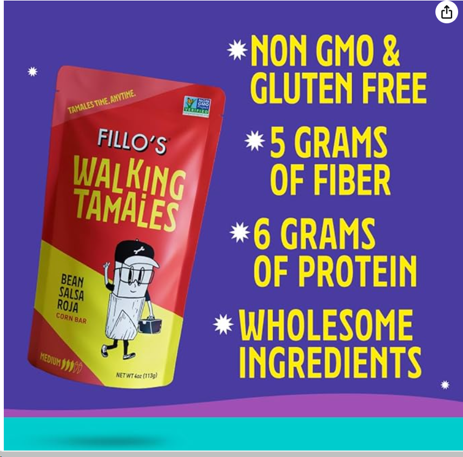 NON GMO &
GLUTEN FREE
5 GRAMS
OF FIBER
6 GRAMS
OF PROTEIN
WHOLESOME
INGREDIENTS
TAMALES TIME. ANYTIME.
FILLO'S
WALKING
TAMALES
BEAN
SALSA
ROJA
CORN BAR
MEDIUM
NET WT 4oz (113g)